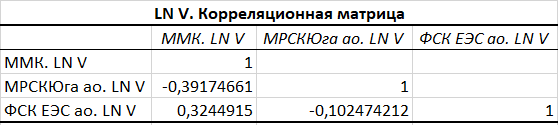 LN V. Корреляционная матрица
ММК. LN V МРСКЮга ао. LN V ФСК ЕЭС ао. LN V
ММК. LN V 1
МРСКЮга ао. LN V -0,39174661 1
ФСК ЕЭС ао. LN V 0,3244915 -0,102474212 1